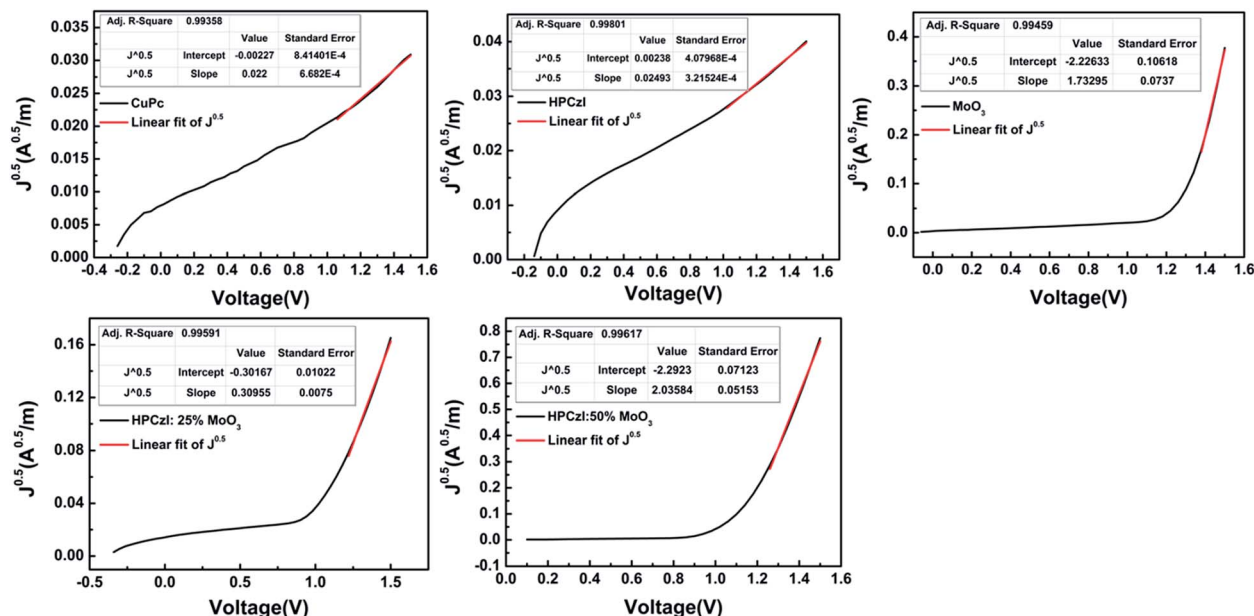 Adj. R-Square 0.99358
Value Standard Error
J^0.5 Intercept -0.00227 8.41401E-4
J^0.5 Slope 0.022 6.682E-4
CuPc
Linear fit of J^0.5
0.035
0.030
0.025
0.020
0.015
0.010
0.005
0.000
J^0.5(A^0.5/m)
-0.4 -0.2 0.0 0.2 0.4 0.6 0.8 1.0 1.2 1.4 1.6
Voltage(V)
Adj. R-Square 0.99801
Value Standard Error
J^0.5 Intercept 0.00238 4.07968E-4
J^0.5 Slope 0.02493 3.21524E-4
HPCzI
Linear fit of J^0.5
0.04
0.03
0.02
0.01
0.00
J^0.5(A^0.5/m)
-0.2 0.0 0.2 0.4 0.6 0.8 1.0 1.2 1.4 1.6
Voltage(V)
Adj. R-Square 0.99459
Value Standard Error
J^0.5 Intercept -2.22633 0.10618
J^0.5 Slope 1.73295 0.0737
MoO₃
Linear fit of J^0.5
0.4
0.3
0.2
0.1
0.0
J^0.5(A^0.5/m)
0.0 0.2 0.4 0.6 0.8 1.0 1.2 1.4 1.6
Voltage(V)
Adj. R-Square 0.99591
Value Standard Error
J^0.5 Intercept -0.30167 0.01022
J^0.5 Slope 0.30955 0.0075
HPCzI: 25% MoO₃
Linear fit of J^0.5
0.16
0.12
0.08
0.04
0.00
J^0.5(A^0.5/m)
-0.5 0.0 0.5 1.0 1.5
Voltage(V)
Adj. R-Square 0.99617
Value Standard Error
J^0.5 Intercept -2.2923 0.07123
J^0.5 Slope 2.03584 0.05153
HPCzI:50% MoO₃
Linear fit of J^0.5
0.8
0.7
0.6
0.5
0.4
0.3
0.2
0.1
0.0
-0.1
J^0.5(A^0.5/m)
0.0 0.2 0.4 0.6 0.8 1.0 1.2 1.4 1.6
Voltage(V)